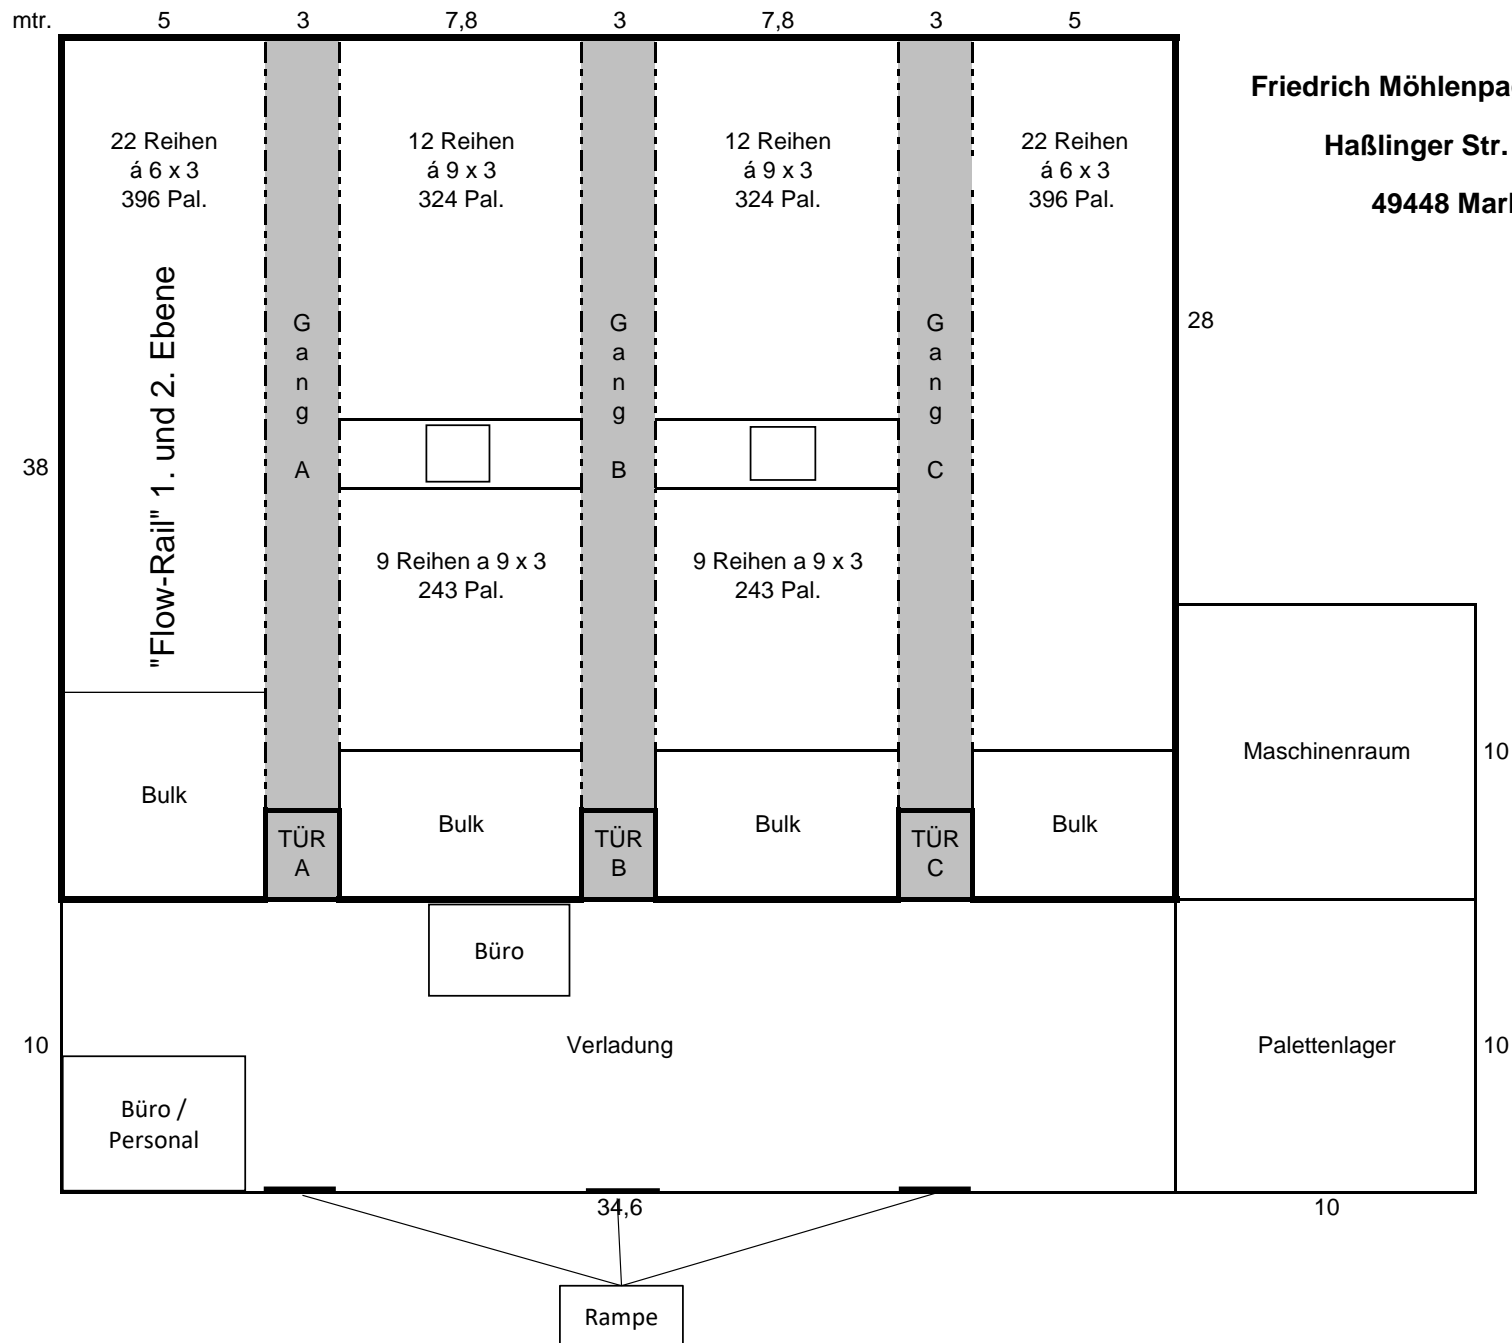 mtr. 5 3 7,8 3 7,8 3 5
Friedrich
Haßlinger Str.
49448
22 Reihen
á 6 x 3
396 Pal.
12 Reihen
á 9 x 3
324 Pal.
12 Reihen
á 9 x 3
324 Pal.
22 Reihen
á 6 x 3
396 Pal.
"Flow-Rail" 1. und 2. Ebene
Gang A
Gang B
Gang C
28
38
9 Reihen a 9 x 3
243 Pal.
9 Reihen a 9 x 3
243 Pal.
Maschinenraum
10
Bulk
Bulk
Bulk
Bulk
TÜR
A
TÜR
B
TÜR
C
Büro
10
Verladung
Palettenlager
10
Büro /
Personal
34,6
10
Rampe